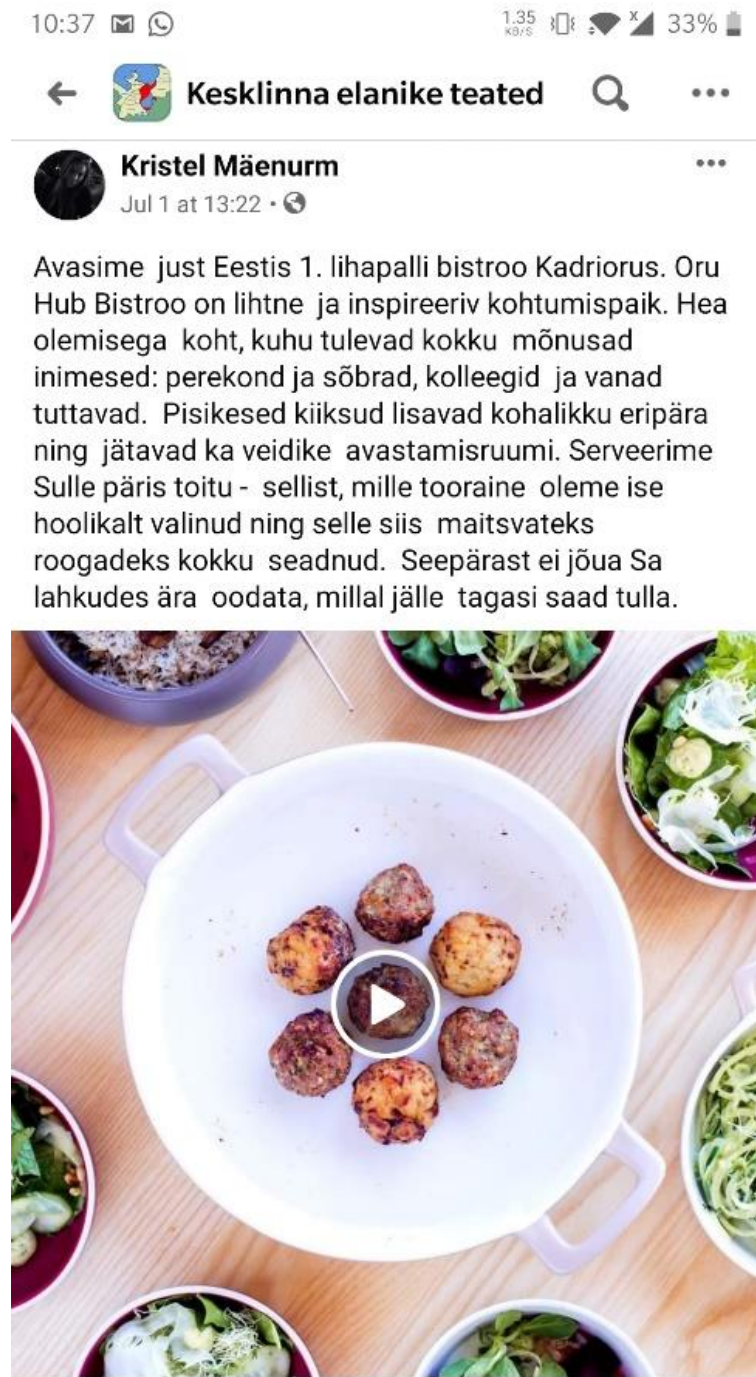 10:37
1.35 KB/S x 33%
Kesklinna elanike teated
Kristel Mäenurm
Jul 1 at 13:22 •
Avasime just Eestis 1. lihapalli bistroo Kadriorus. Oru
Hub Bistroo on lihtne ja inspireeriv kohtumispaik. Hea
olemisega koht, kuhu tulevad kokku mõnusad
inimesed: perekond ja sõbrad, kolleegid ja vanad
tuttavad. Pisikesed kiiksud lisavad kohalikku eripära
ning jätavad ka veidike avastamisruumi. Serveerime
Sulle päris toitu - sellist, mille tooraine oleme ise
hoolikalt valinud ning selle siis maitsvateks
roogadeks kokku seadnud. Seepärast ei jõua Sa
lahkudes ära oodata, millal jälle tagasi saad tulla.